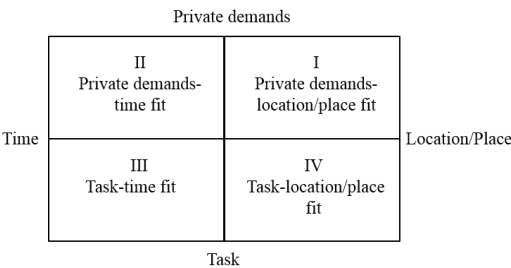 Private demands
II
Private demands-
time fit
I
Private demands-
location/place fit
Time
Location/Place
III
Task-time fit
IV
Task-location/place
fit
Task